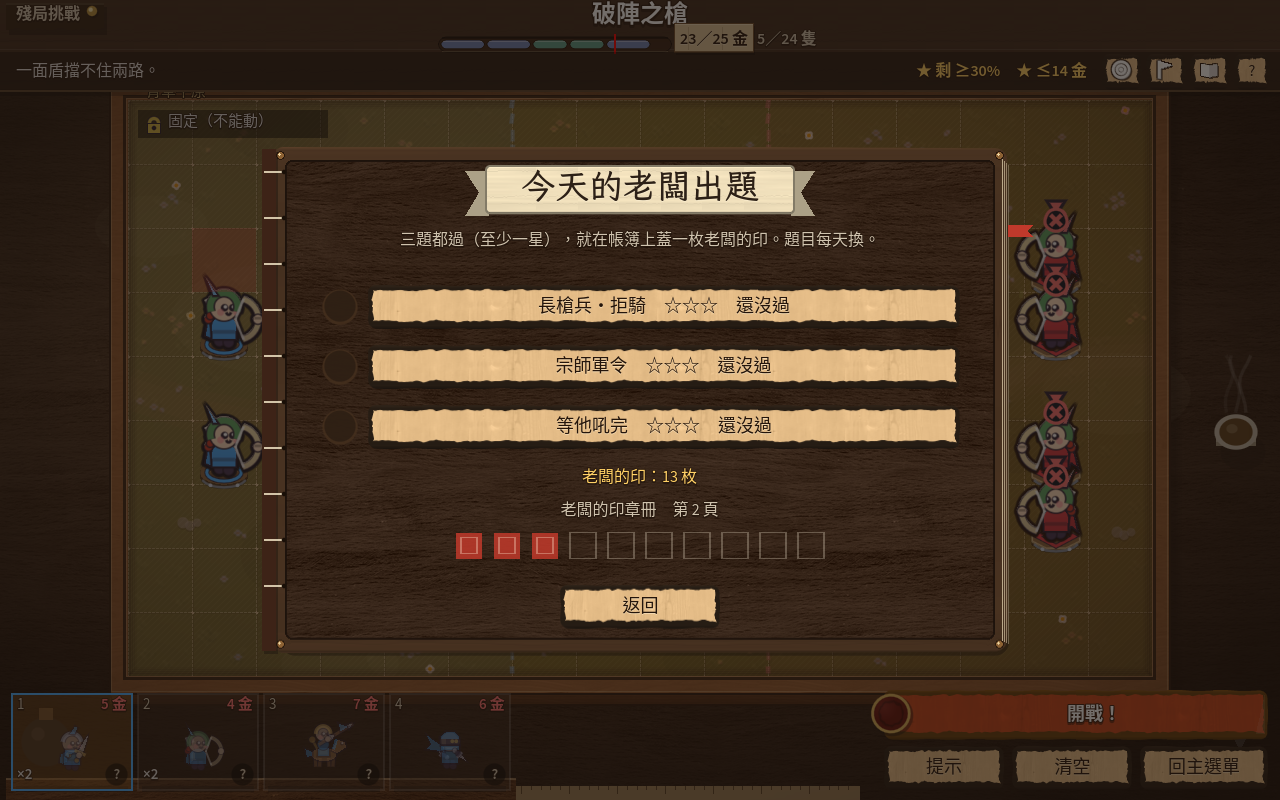 殘局挑戰
破陣之槍
23／25 金
5／24 隻
一面盾擋不住兩路。
★ 剩 ≥30%
★ ≤14 金
?
固定（不能動）
今天的老闆出題
三題都過（至少一星），就在帳簿上蓋一枚老闆的印。題目每天換。
長槍兵・拒騎 ☆☆☆ 還沒過
宗師軍令 ☆☆☆ 還沒過
等他吼完 ☆☆☆ 還沒過
老闆的印：13 枚
老闆的印章冊 第 2 頁
返回
1 5 金
×2 ?
2 4 金
×2 ?
3 7 金
?
4 6 金
?
開戰！
提示
清空
回主選單